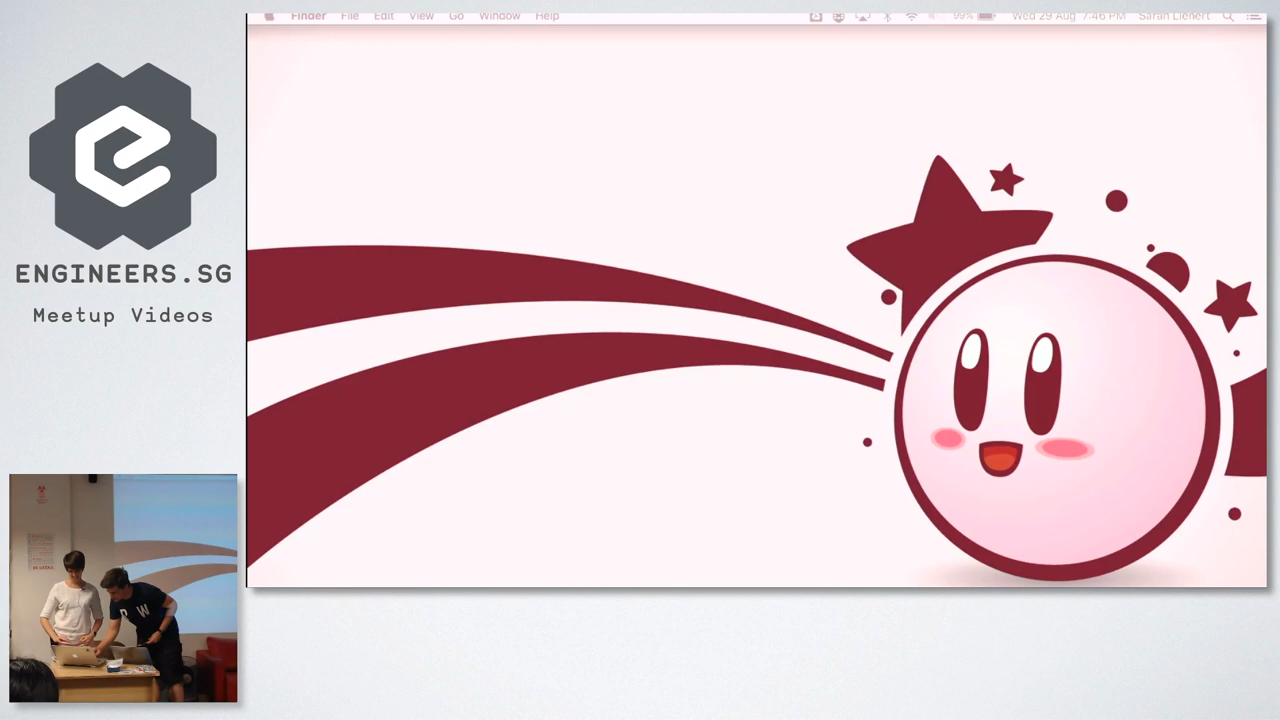 Finder File Edit View Go Window Help 99% Wed 29 Aug 7:46 PM Sarah Lienert
ENGINEERS.SG
Meetup Videos